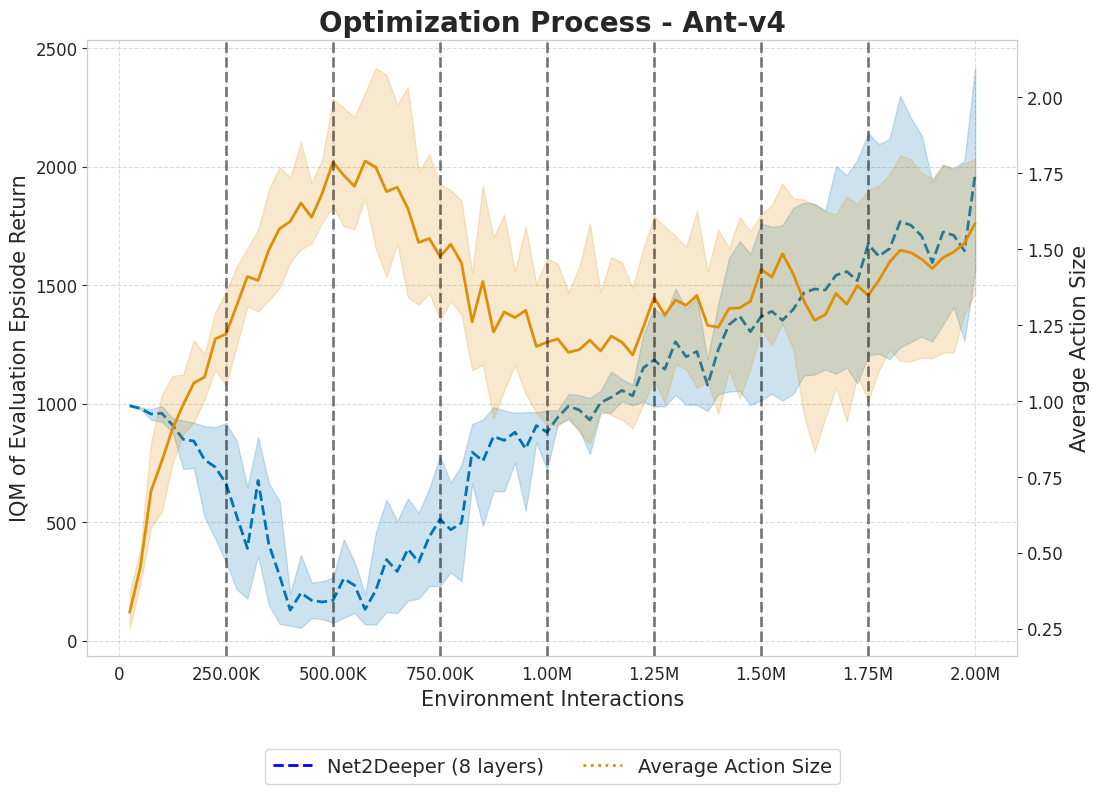 Optimization Process - Ant-v4
IQM of Evaluation Epsiode Return
2500
2000
1500
1000
500
0
2.00
1.75
1.50
1.25
1.00
0.75
0.50
0.25
Average Action Size
0 250.00K 500.00K 750.00K 1.00M 1.25M 1.50M 1.75M 2.00M
Environment Interactions
Net2Deeper (8 layers) Average Action Size